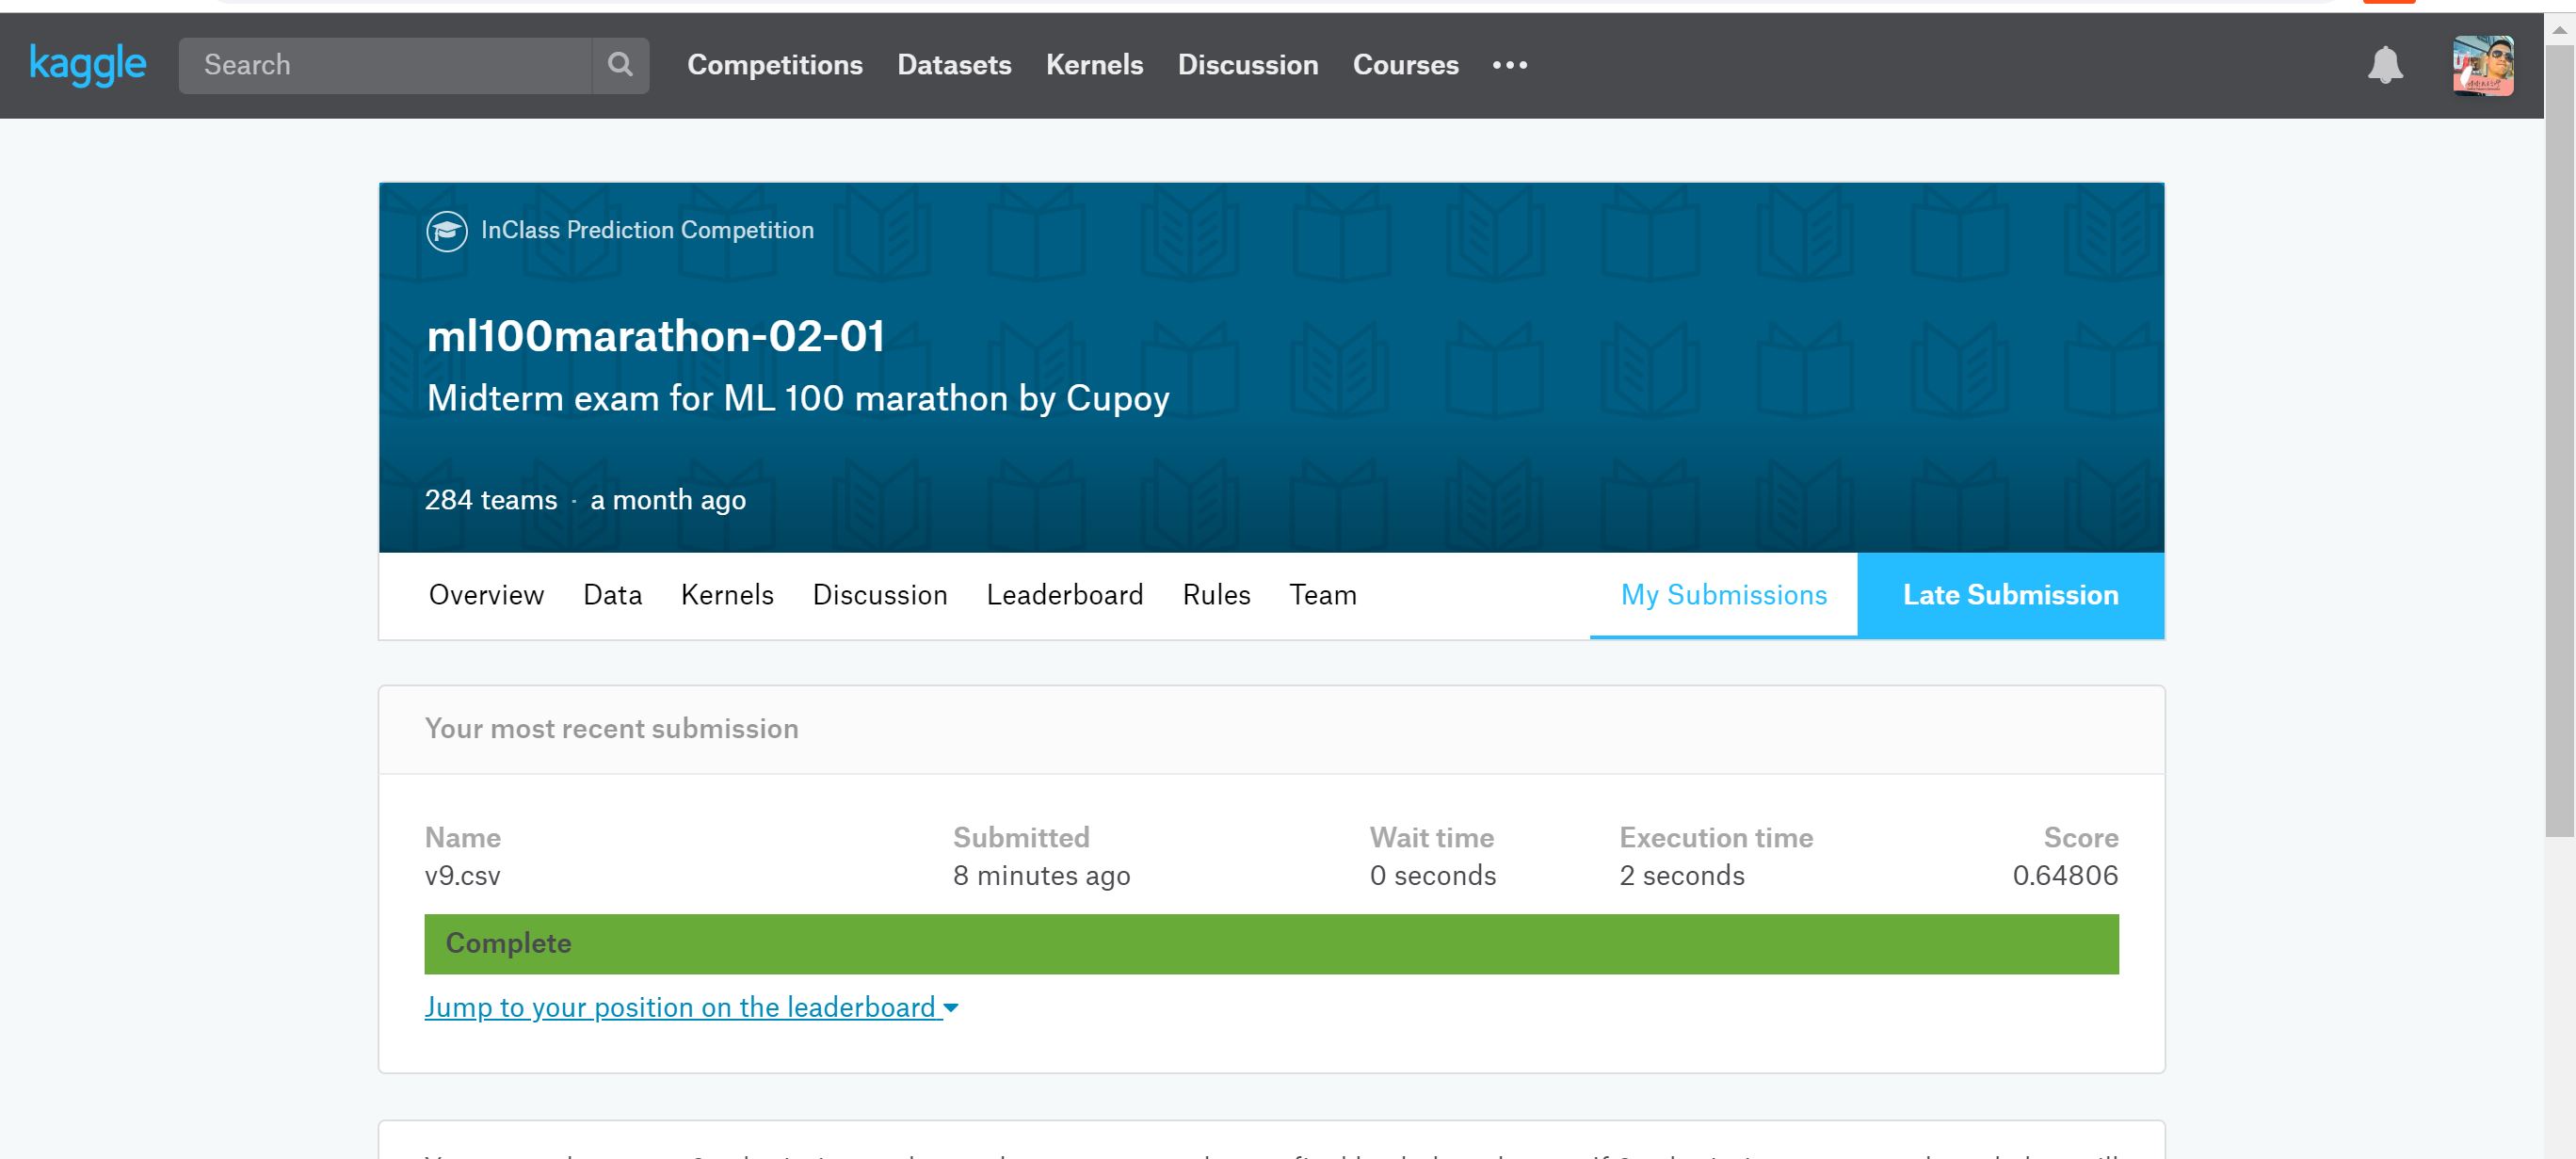 kaggle
Search
Competitions Datasets Kernels Discussion Courses
InClass Prediction Competition
ml100marathon-02-01
Midterm exam for ML 100 marathon by Cupoy
284 teams · a month ago
Overview Data Kernels Discussion Leaderboard Rules Team My Submissions Late Submission
Your most recent submission
Name Submitted Wait time Execution time Score
v9.csv 8 minutes ago 0 seconds 2 seconds 0.64806
Complete
Jump to your position on the leaderboard